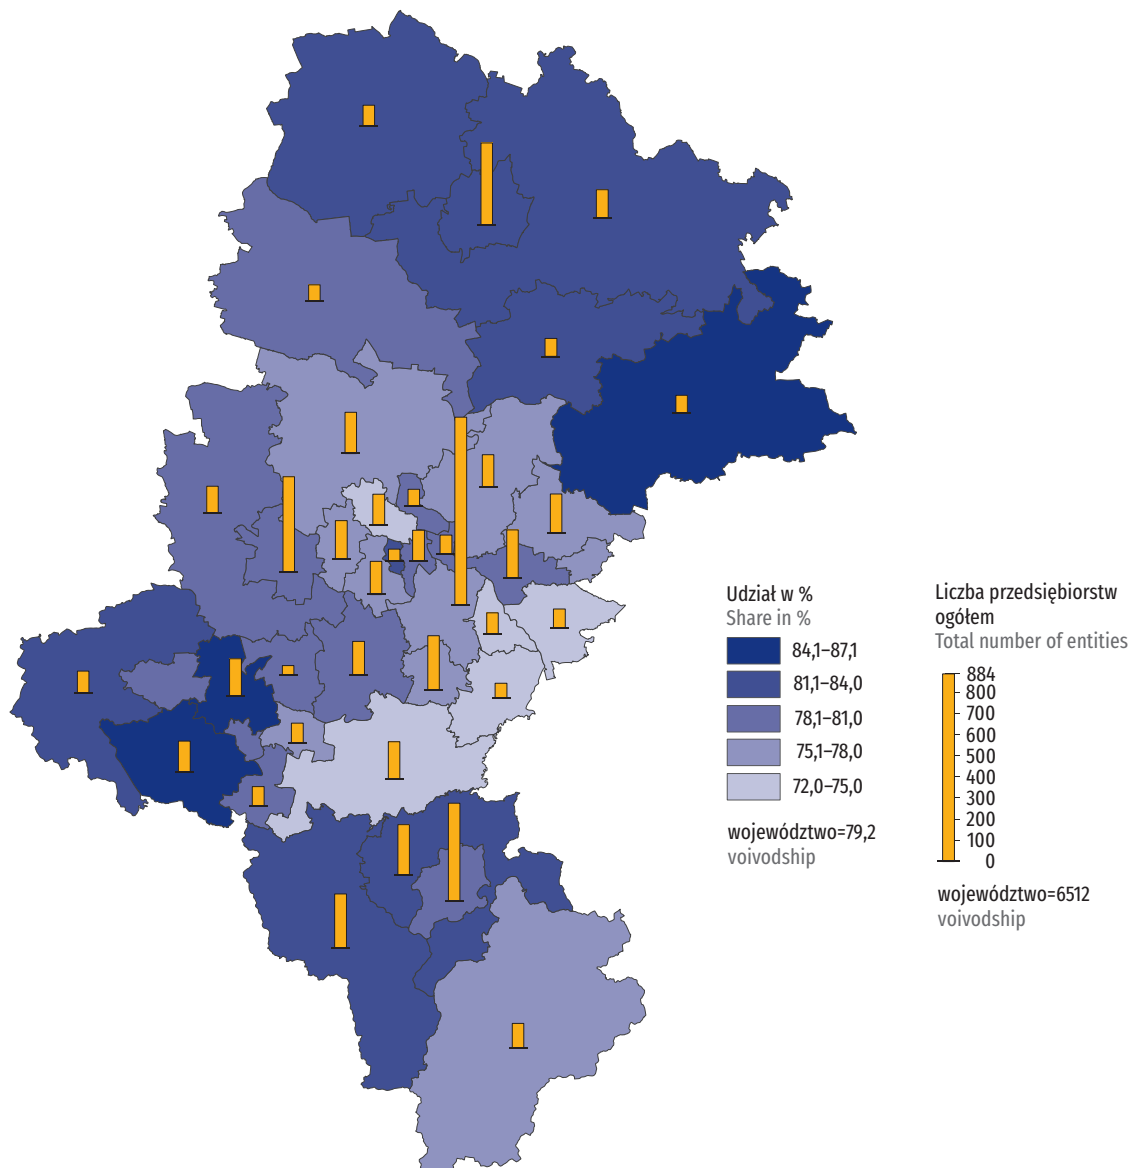 Udział w %
Share in %
84,1–87,1
81,1–84,0
78,1–81,0
75,1–78,0
72,0–75,0
województwo=79,2
voivodship
Liczba przedsiębiorstw
ogółem
Total number of entities
884
800
700
600
500
400
300
200
100
0
województwo=6512
voivodship